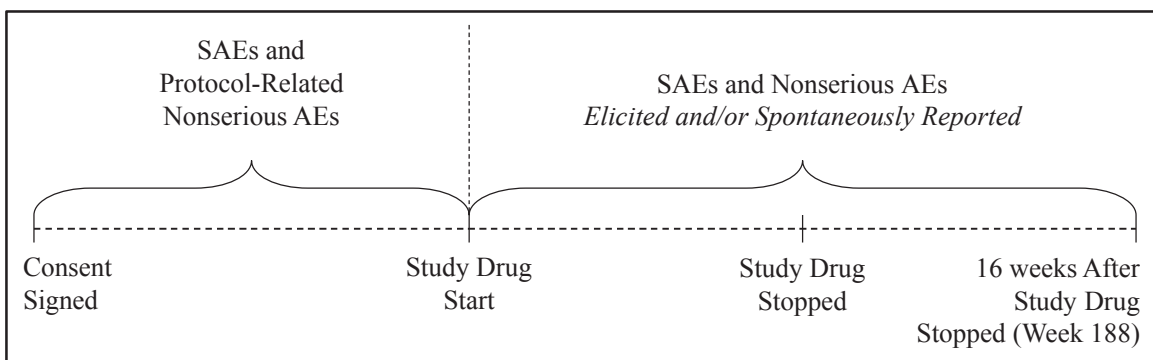 SAEs and
Protocol-Related
Nonserious AEs
SAEs and Nonserious AEs
Elicited and/or Spontaneously Reported
Consent
Signed
Study Drug
Start
Study Drug
Stopped
16 weeks After
Study Drug
Stopped (Week 188)